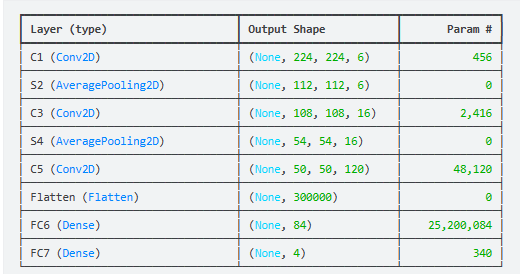 Layer (type) Output Shape Param #
C1 (Conv2D) (None, 224, 224, 6) 456
S2 (AveragePooling2D) (None, 112, 112, 6) 0
C3 (Conv2D) (None, 108, 108, 16) 2,416
S4 (AveragePooling2D) (None, 54, 54, 16) 0
C5 (Conv2D) (None, 50, 50, 120) 48,120
Flatten (Flatten) (None, 300000) 0
FC6 (Dense) (None, 84) 25,200,084
FC7 (Dense) (None, 4) 340